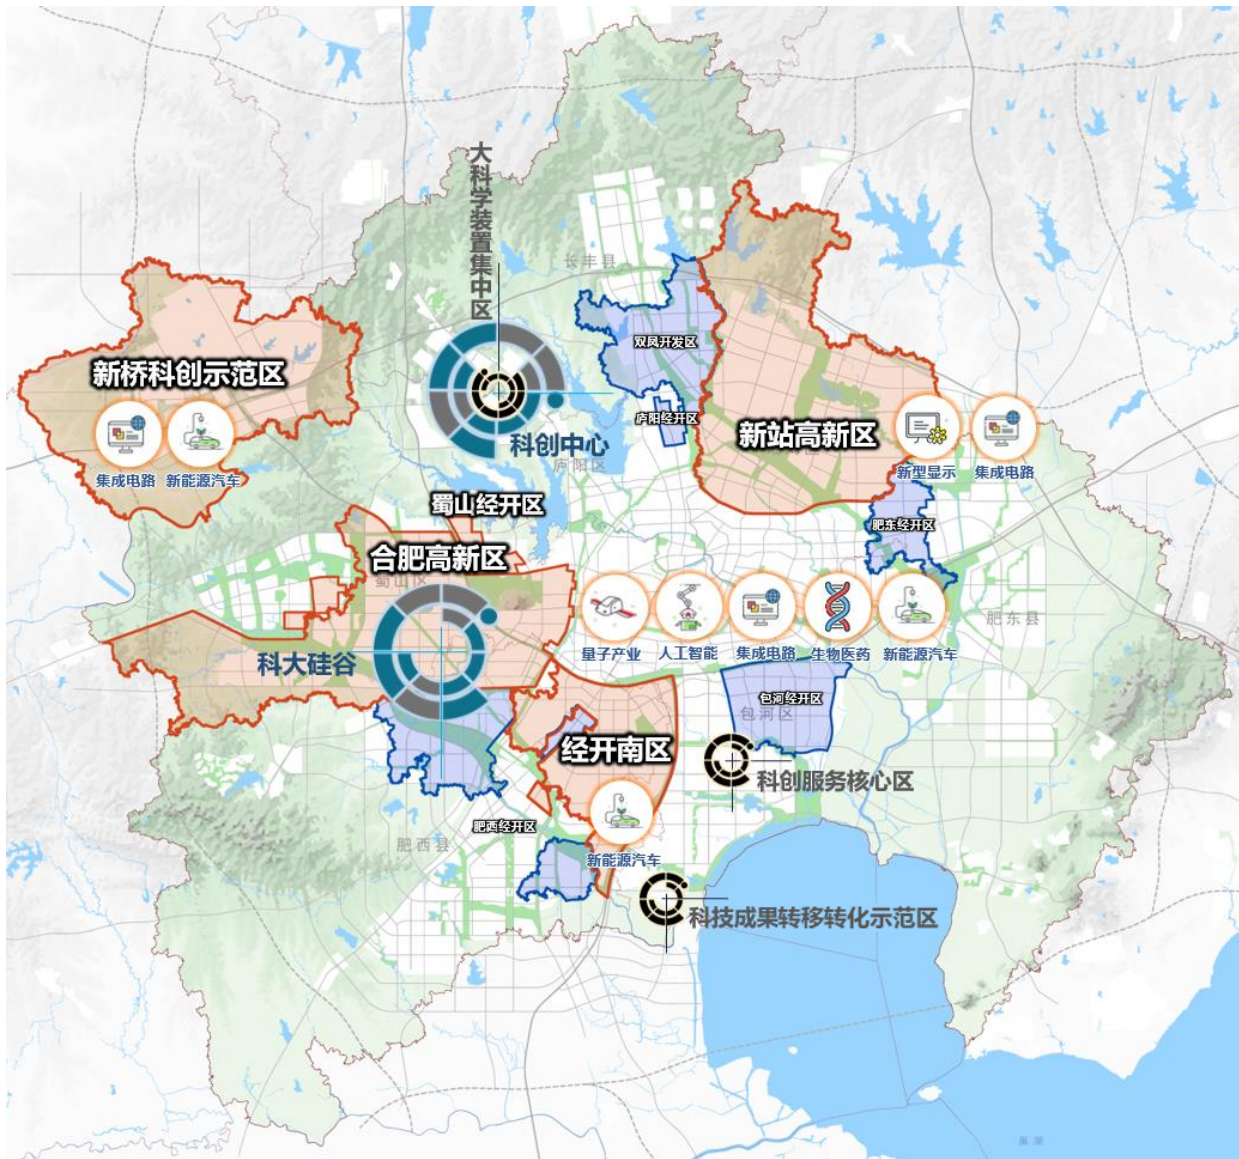 大科学装置集中区
长丰县
双凤开发区
新桥科创示范区
庐阳经开区
新站高新区
科创中心
庐阳区
集成电路
新能源汽车
新型显示
集成电路
蜀山经开区
肥东经开区
合肥高新区
蜀山区
肥东县
量子产业
人工智能
集成电路
生物医药
新能源汽车
科大硅谷
包河经开区
包河区
经开南区
科创服务核心区
肥西经开区
肥西县
新能源汽车
科技成果转移转化示范区
巢湖